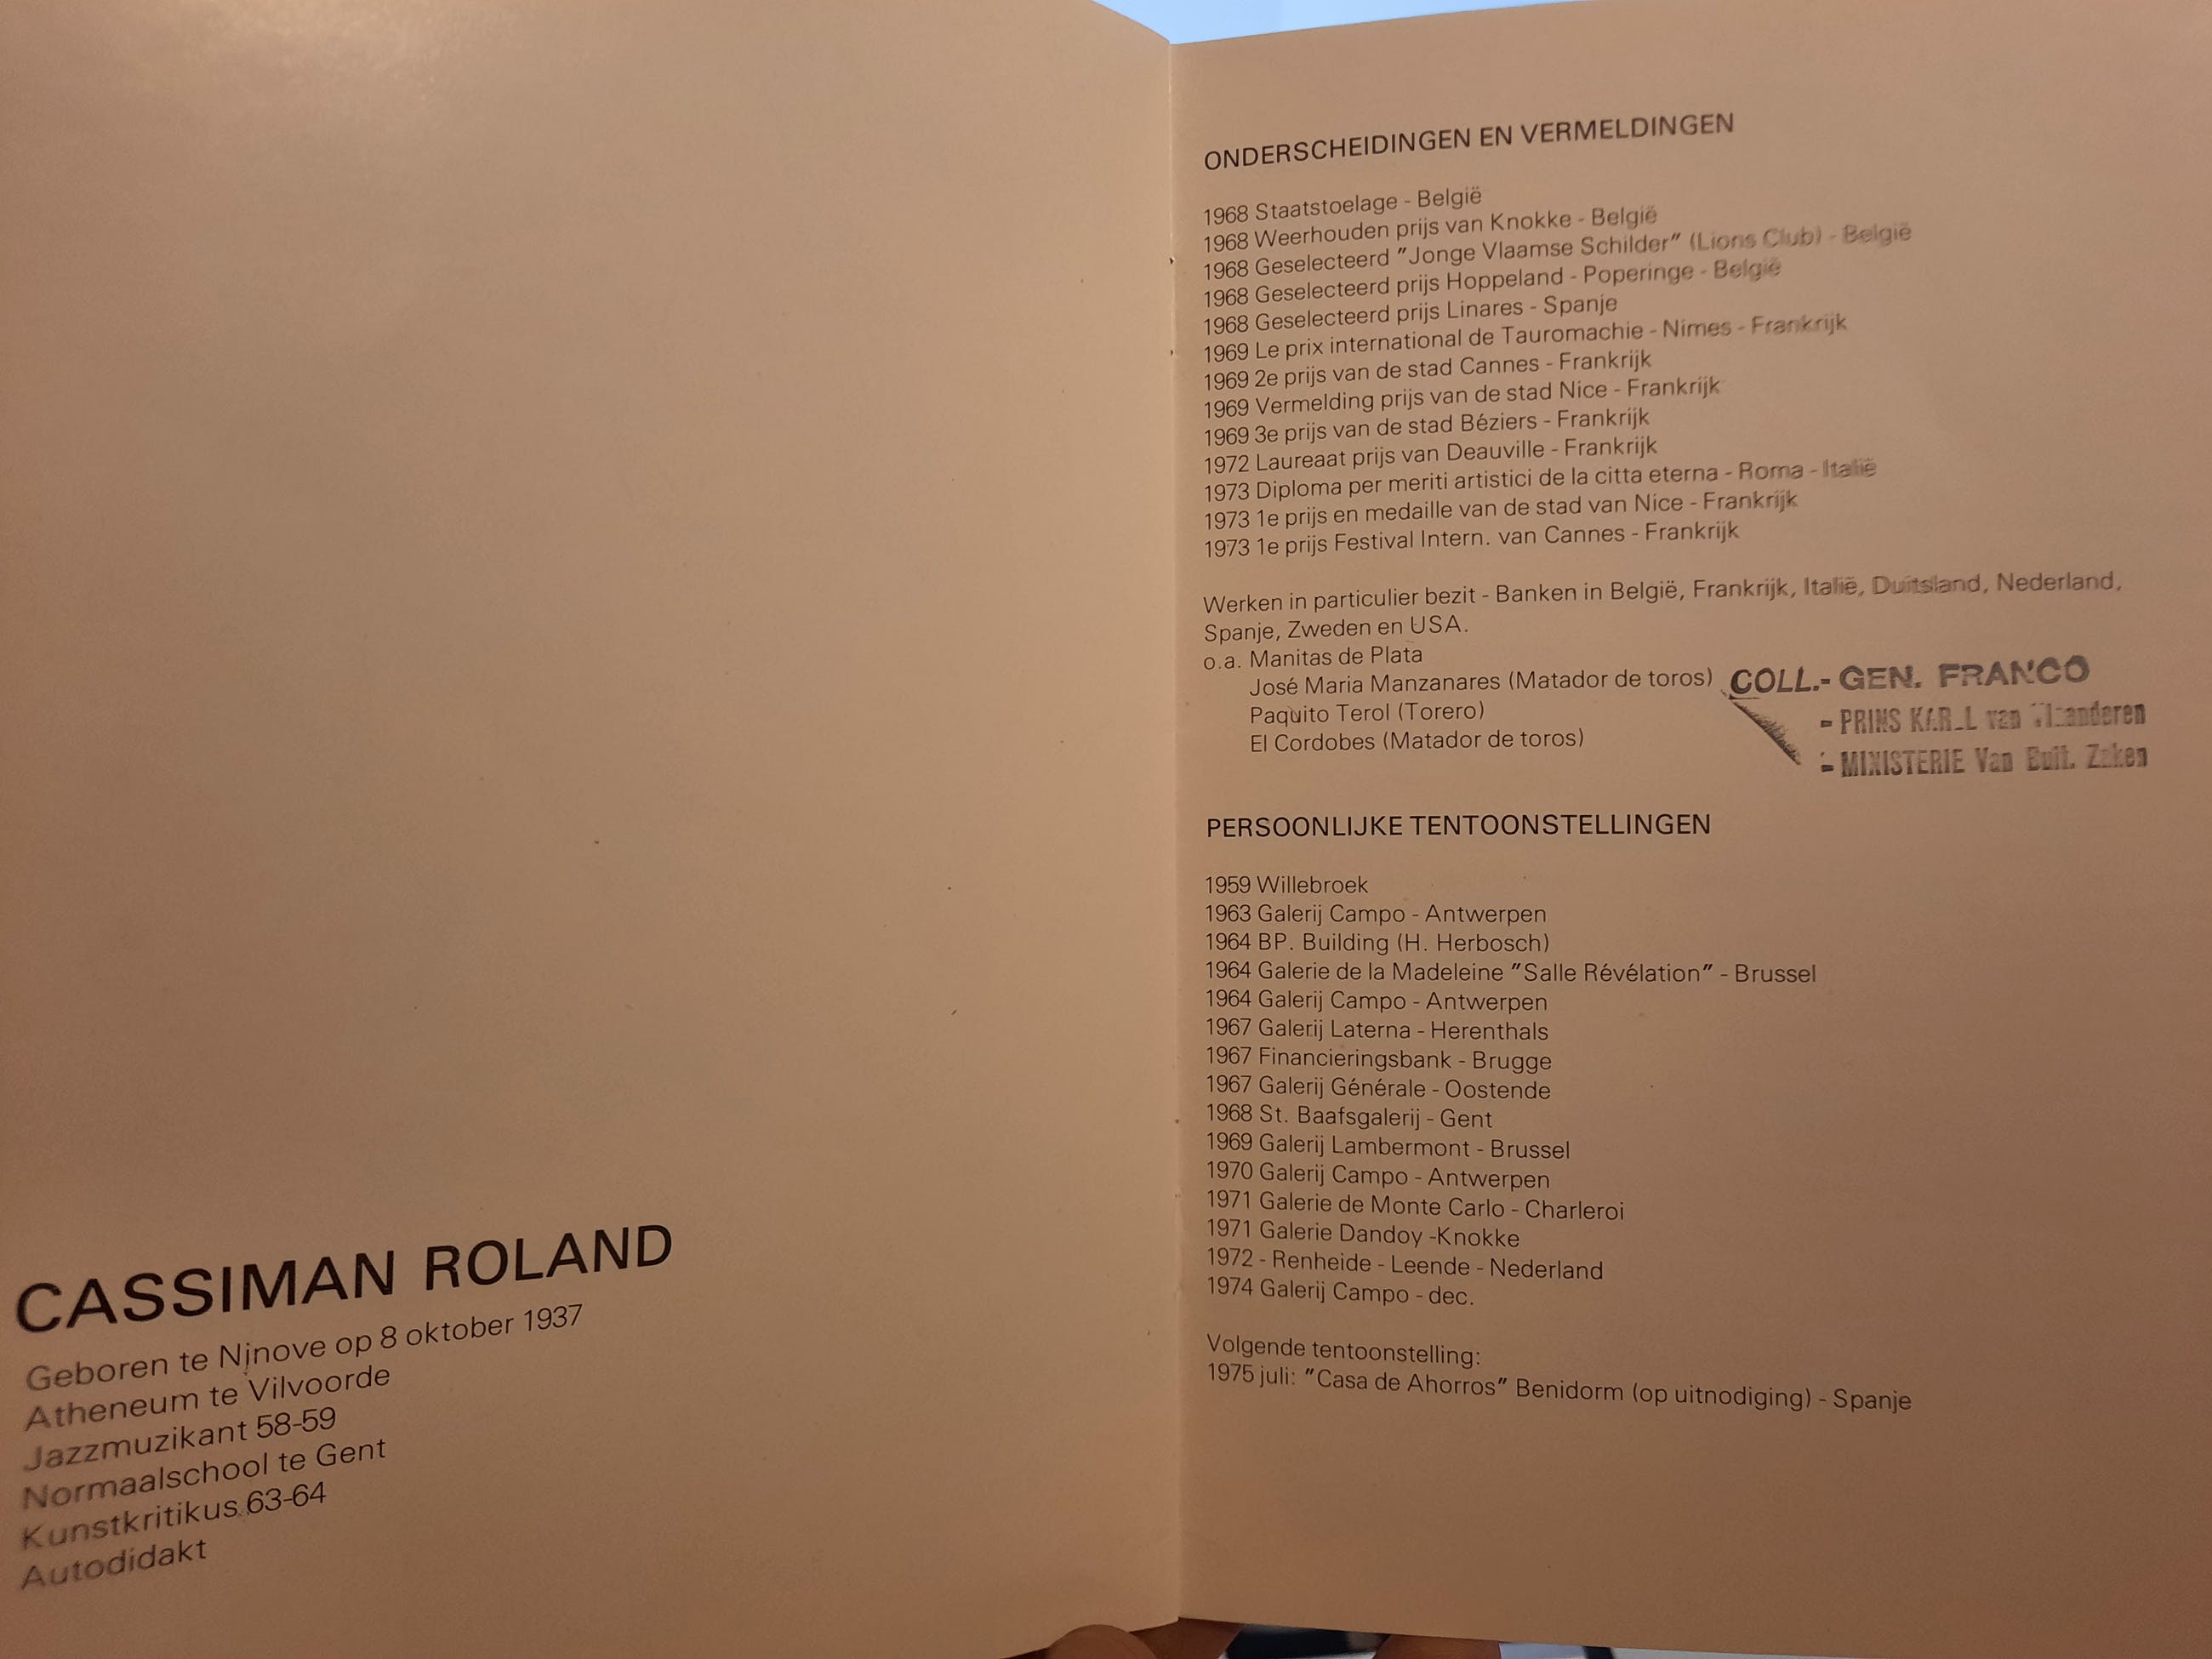 CASSIMAN ROLAND
Geboren te Ninove op 8 oktober 1937
Atheneum te Vilvoorde
Jazzmuzikant 58-59
Normaalschool te Gent
Kunstkritikus 63-64
Autodidakt
ONDERSCHEIDINGEN EN VERMELDINGEN
1968 Staatstoelage - België
1968 Weerhouden prijs van Knokke - België
1968 Geselecteerd "Jonge Vlaamse Schilder" (Lions Club) - België
1968 Geselecteerd prijs Hoppeland - Poperinge - België
1968 Geselecteerd prijs Linares - Spanje
1969 Le prix international de Tauromachie - Nimes - Frankrijk
1969 2e prijs van de stad Cannes - Frankrijk
1969 Vermelding prijs van de stad Nice - Frankrijk
1969 3e prijs van de stad Béziers - Frankrijk
1972 Laureaat prijs van Deauville - Frankrijk
1973 Diploma per meriti artistici de la citta eterna - Roma - Italië
1973 1e prijs en medaille van de stad van Nice - Frankrijk
1973 1e prijs Festival Intern. van Cannes - Frankrijk
Werken in particulier bezit - Banken in België, Frankrijk, Italië, Duitsland, Nederland,
Spanje, Zweden en USA.
o.a. Manitas de Plata
José Maria Manzanares (Matador de toros) COLL.- GEN. FRANCO
Paquito Terol (Torero) - PRINS KAREL van Vlaanderen
El Cordobes (Matador de toros) - MINISTERIE Van Buit. Zaken
PERSOONLIJKE TENTOONSTELLINGEN
1959 Willebroek
1963 Galerij Campo - Antwerpen
1964 BP. Building (H. Herbosch)
1964 Galerie de la Madeleine "Salle Révélation" - Brussel
1964 Galerij Campo - Antwerpen
1967 Galerij Laterna - Herenthals
1967 Financieringsbank - Brugge
1967 Galerij Générale - Oostende
1968 St. Baafsgalerij - Gent
1969 Galerij Lambermont - Brussel
1970 Galerij Campo - Antwerpen
1971 Galerie de Monte Carlo - Charleroi
1971 Galerie Dandoy -Knokke
1972 - Renheide - Leende - Nederland
1974 Galerij Campo - dec.
Volgende tentoonstelling:
1975 juli: "Casa de Ahorros" Benidorm (op uitnodiging) - Spanje